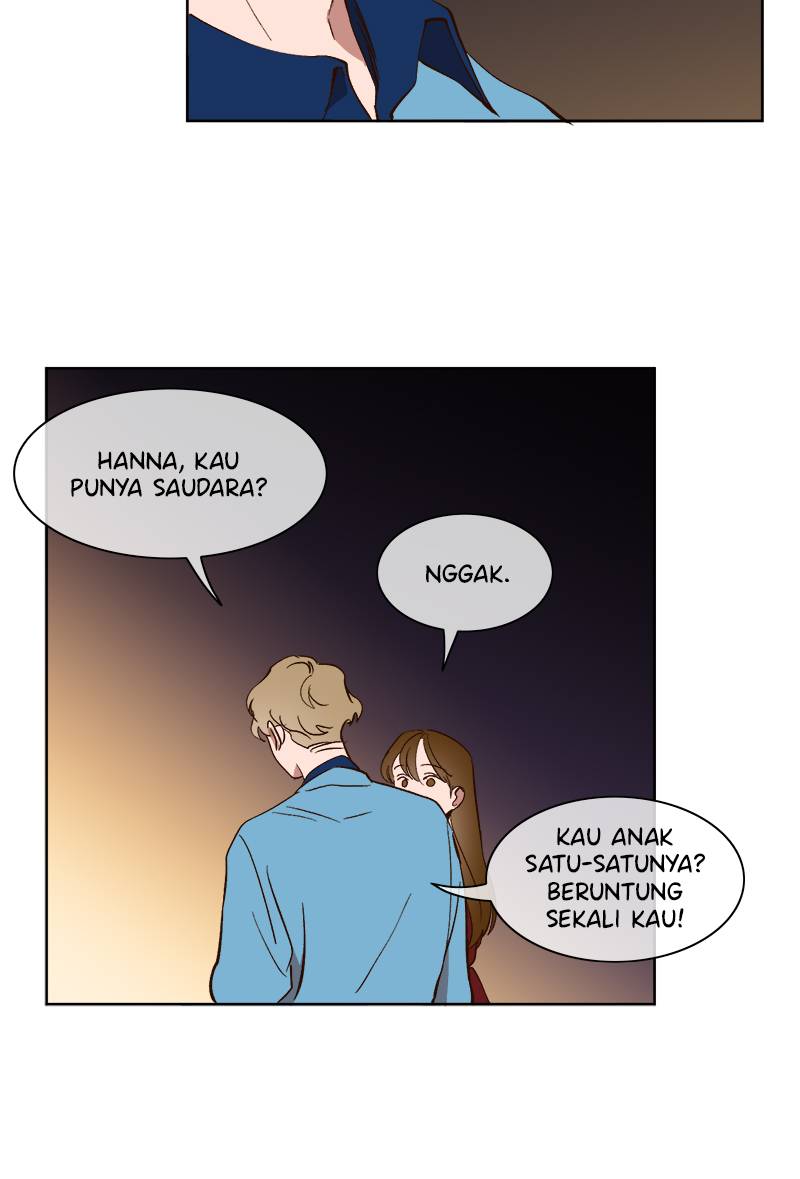 HANNA, KAU
PUNYA SAUDARA?
NGGAK.
KAU ANAK
SATU-SATUNYA?
BERUNTUNG
SEKALI KAU!